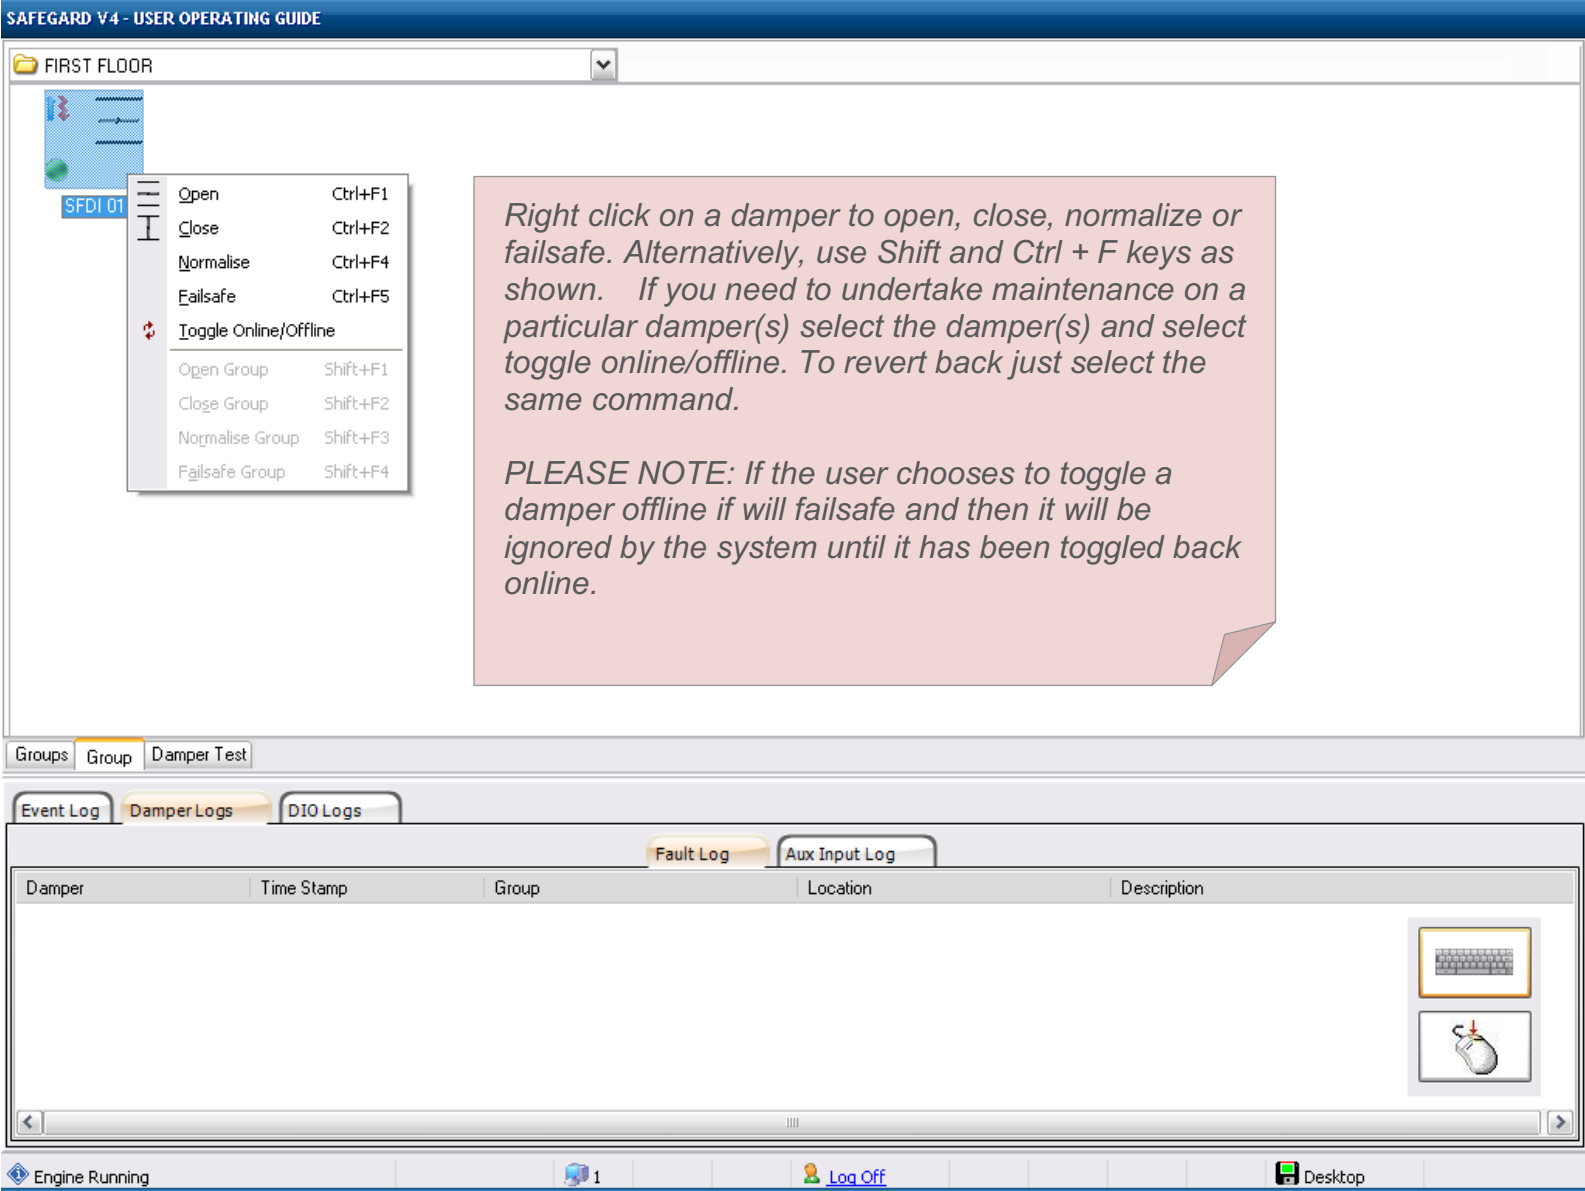 SAFEGARD V4 - USER OPERATING GUIDE
FIRST FLOOR
SFDI 01
Open Ctrl+F1
Close Ctrl+F2
Normalise Ctrl+F4
Failsafe Ctrl+F5
Toggle Online/Offline
Open Group Shift+F1
Close Group Shift+F2
Normalise Group Shift+F3
Failsafe Group Shift+F4
Right click on a damper to open, close, normalize or
failsafe. Alternatively, use Shift and Ctrl + F keys as
shown. If you need to undertake maintenance on a
particular damper(s) select the damper(s) and select
toggle online/offline. To revert back just select the
same command.
PLEASE NOTE: If the user chooses to toggle a
damper offline if will failsafe and then it will be
ignored by the system until it has been toggled back
online.
Groups Group Damper Test
Event Log Damper Logs DIO Logs
Fault Log Aux Input Log
Damper Time Stamp Group Location Description
Engine Running 1 Log Off Desktop